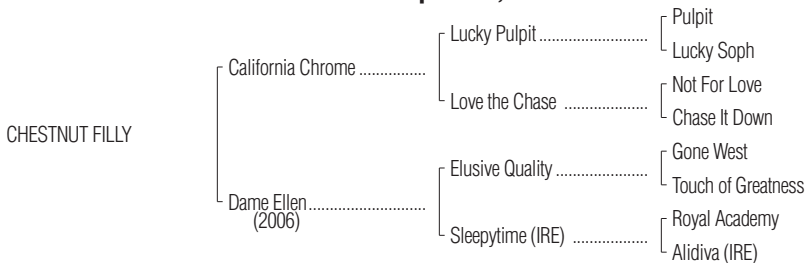 Pulpit
Lucky Pulpit ..................
Lucky Soph
California Chrome ................
Not For Love
Love the Chase ...................
Chase It Down
CHESTNUT FILLY
Gone West
Elusive Quality .....................
Touch of Greatness
Dame Ellen...........................
(2006)
Royal Academy
Sleepytime (IRE) .................
Alidiva (IRE)